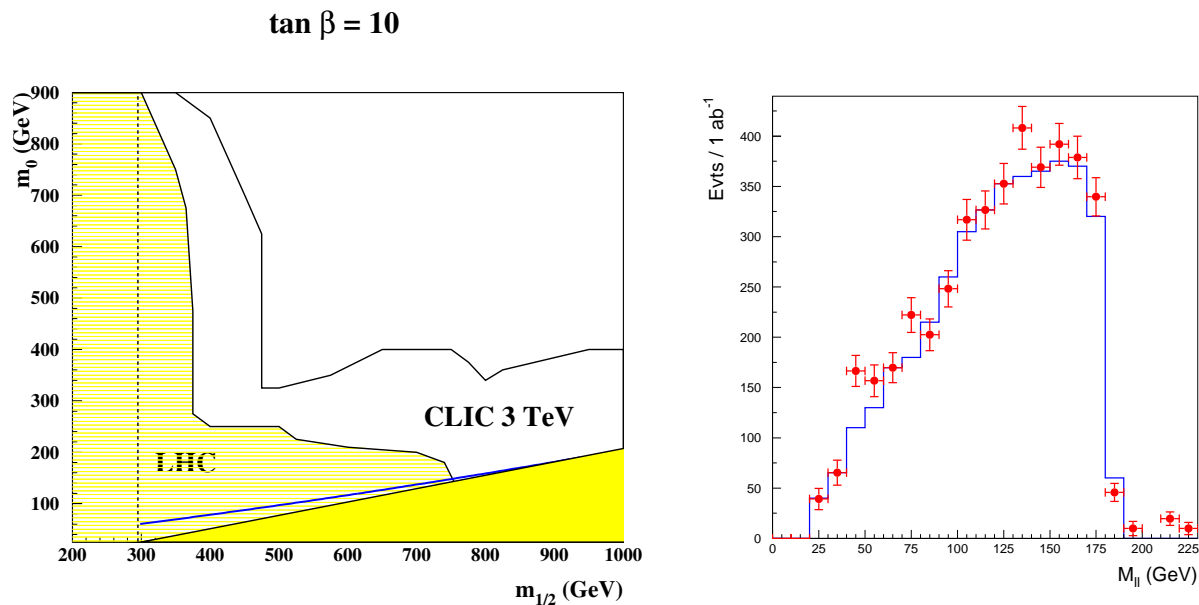 tan β = 10
m0 (GeV)
900
800
700
600
500
400
300
200
100
CLIC 3 TeV
LHC
200 300 400 500 600 700 800 900 1000
m1/2 (GeV)
Evts / 1 ab-1
400
350
300
250
200
150
100
50
0
0 25 50 75 100 125 150 175 200 225
Mll (GeV)